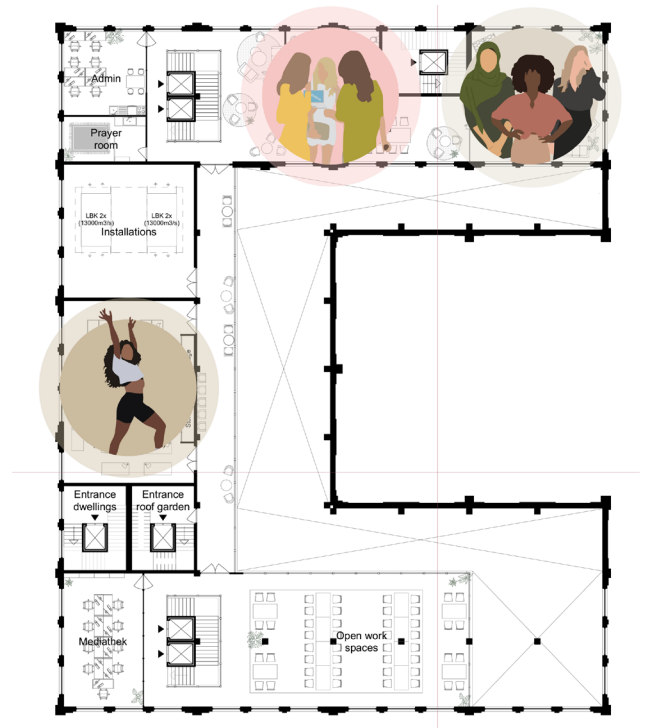 Admin
Prayer
room
LBK 2x
(13000m3/s)
LBK 2x
(13000m3/s)
Installations
Entrance
dwellings
Entrance
roof garden
Mediathek
Open work
spaces